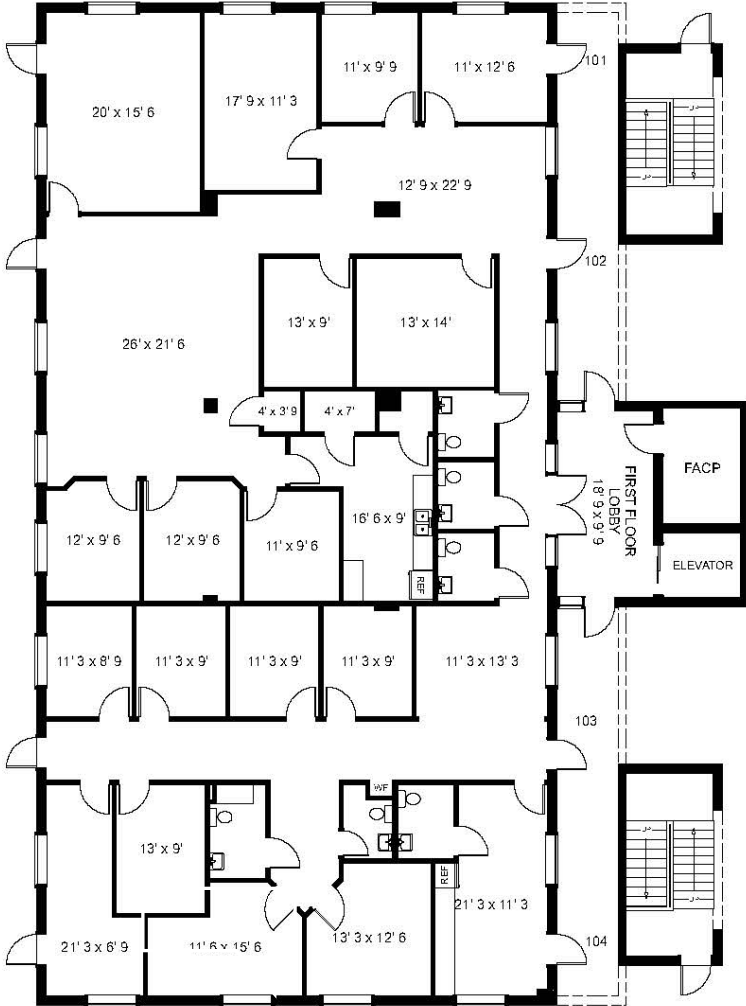 101
11' x 9' 9
11' x 12' 6
17' 9 x 11' 3
20' x 15' 6
12' 9 x 22' 9
102
13' x 9'
13' x 14'
26' x 21' 6
4' x 3' 9
4' x 7'
FIRST FLOOR
LOBBY
18' 9 x 9' 9
FACP
16' 6 x 9'
12' x 9' 6
12' x 9' 6
11' x 9' 6
ELEVATOR
REF
11' 3 x 8' 9
11' 3 x 9'
11' 3 x 9'
11' 3 x 9'
11' 3 x 13' 3
103
WF
13' x 9'
REF
21' 3 x 11' 3
21' 3 x 6' 9
11' 6 x 15' 6
13' 3 x 12' 6
104